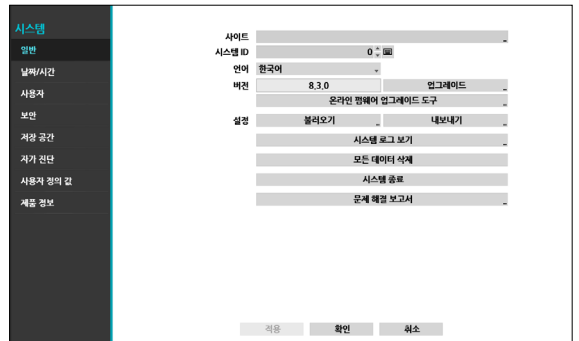 시스템
일반
날짜/시간
사용자
보안
저장 공간
자가 진단
사용자 정의 값
제품 정보
사이트
시스템 ID 0
언어 한국어
버전 8.3.0 업그레이드
온라인 펌웨어 업그레이드 도구
설정 불러오기 내보내기
시스템 로그 보기
모든 데이터 삭제
시스템 종료
문제 해결 보고서
적용 확인 취소